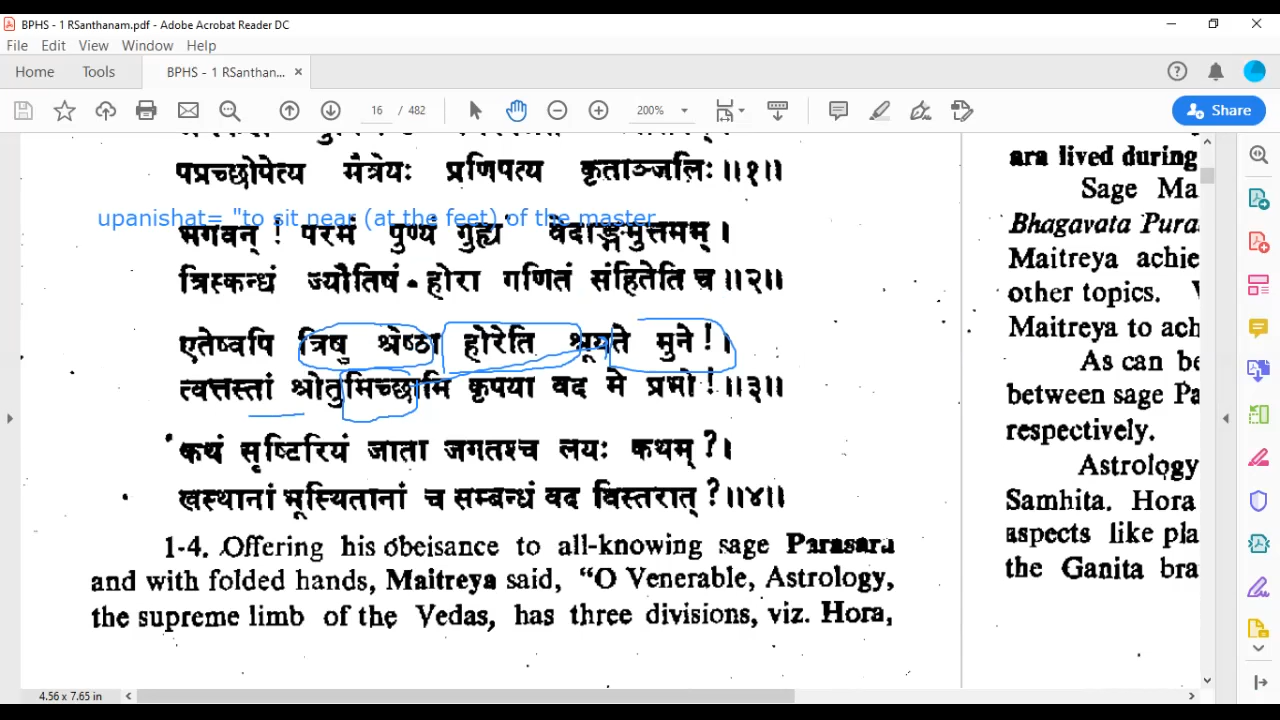 BPHS - 1 RSanthanam.pdf - Adobe Acrobat Reader DC
File Edit View Window Help
Home Tools BPHS - 1 RSanthan... ×
16 / 482 200% Share
पप्रच्छोपेत्य मैत्रेयः प्रणिपत्य कृताञ्जलिः॥१॥
upanishat= "to sit near (at the feet) of the master
भगवन् ! परमं पुण्यं गुह्यं वेदाङ्गमुत्तमम्।
त्रिस्कन्धं ज्यौतिषं होरा गणितं संहितेति च॥२॥
एतेष्वपि त्रिषु श्रेष्ठा होरेति श्रूयते मुने!।
त्वत्तस्तां श्रोतुमिच्छामि कृपया वद मे प्रभो!॥३॥
कथं सृष्टिरियं जाता जगतश्च लयः कथम्?।
खस्थानां भूस्थितानां च सम्बन्धं वद विस्तरात्?॥४॥
1-4. Offering his obeisance to all-knowing sage Parasara
and with folded hands, Maitreya said, “O Venerable, Astrology,
the supreme limb of the Vedas, has three divisions, viz. Hora,
ara lived during
Sage Ma
Bhagavata Pura
Maitreya achie
other topics.
Maitreya to ach
As can be
between sage Pa
respectively.
Astrology
Samhita. Hora
aspects like pla
the Ganita bra
4.56 x 7.65 in